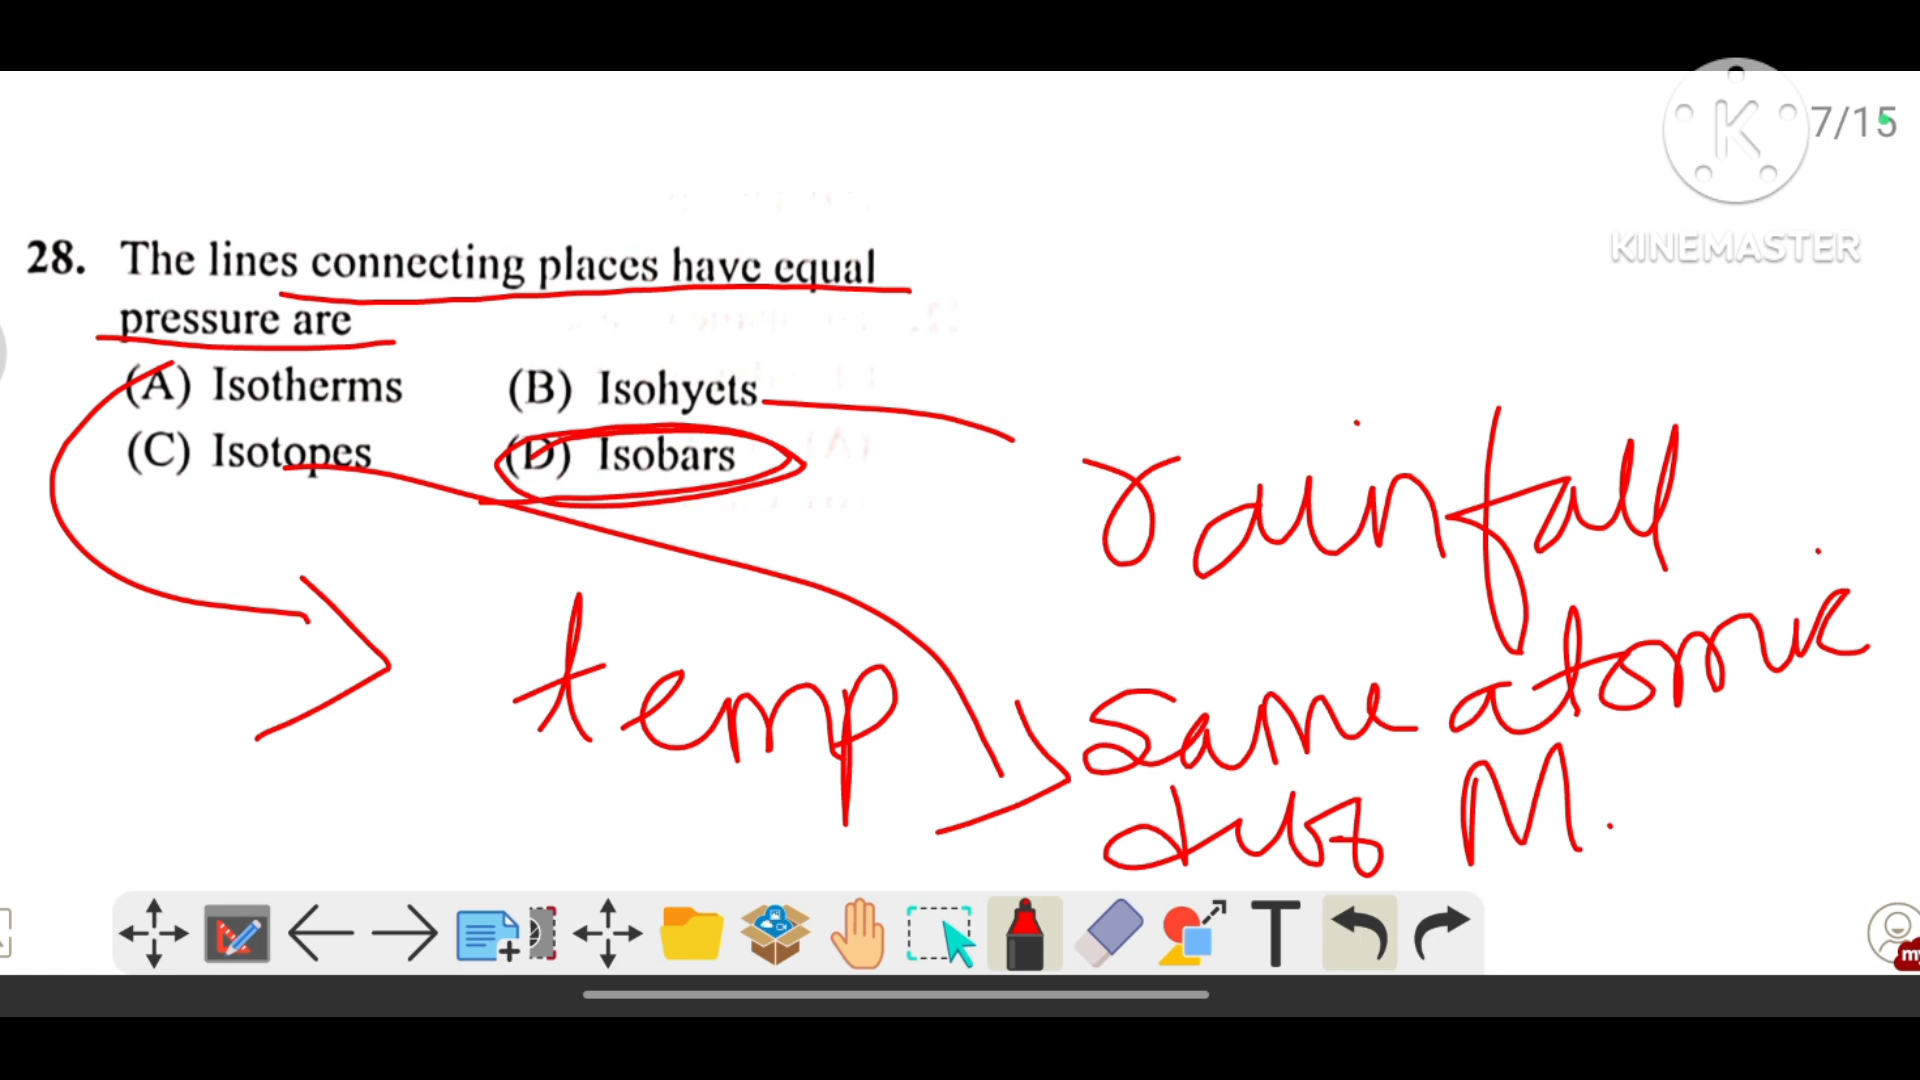 7/15
KINEMASTER
28. The lines connecting places have equal
pressure are
(A) Isotherms (B) Isohyets
(C) Isotopes (D) Isobars
rainfall
temp
same atomic
M.